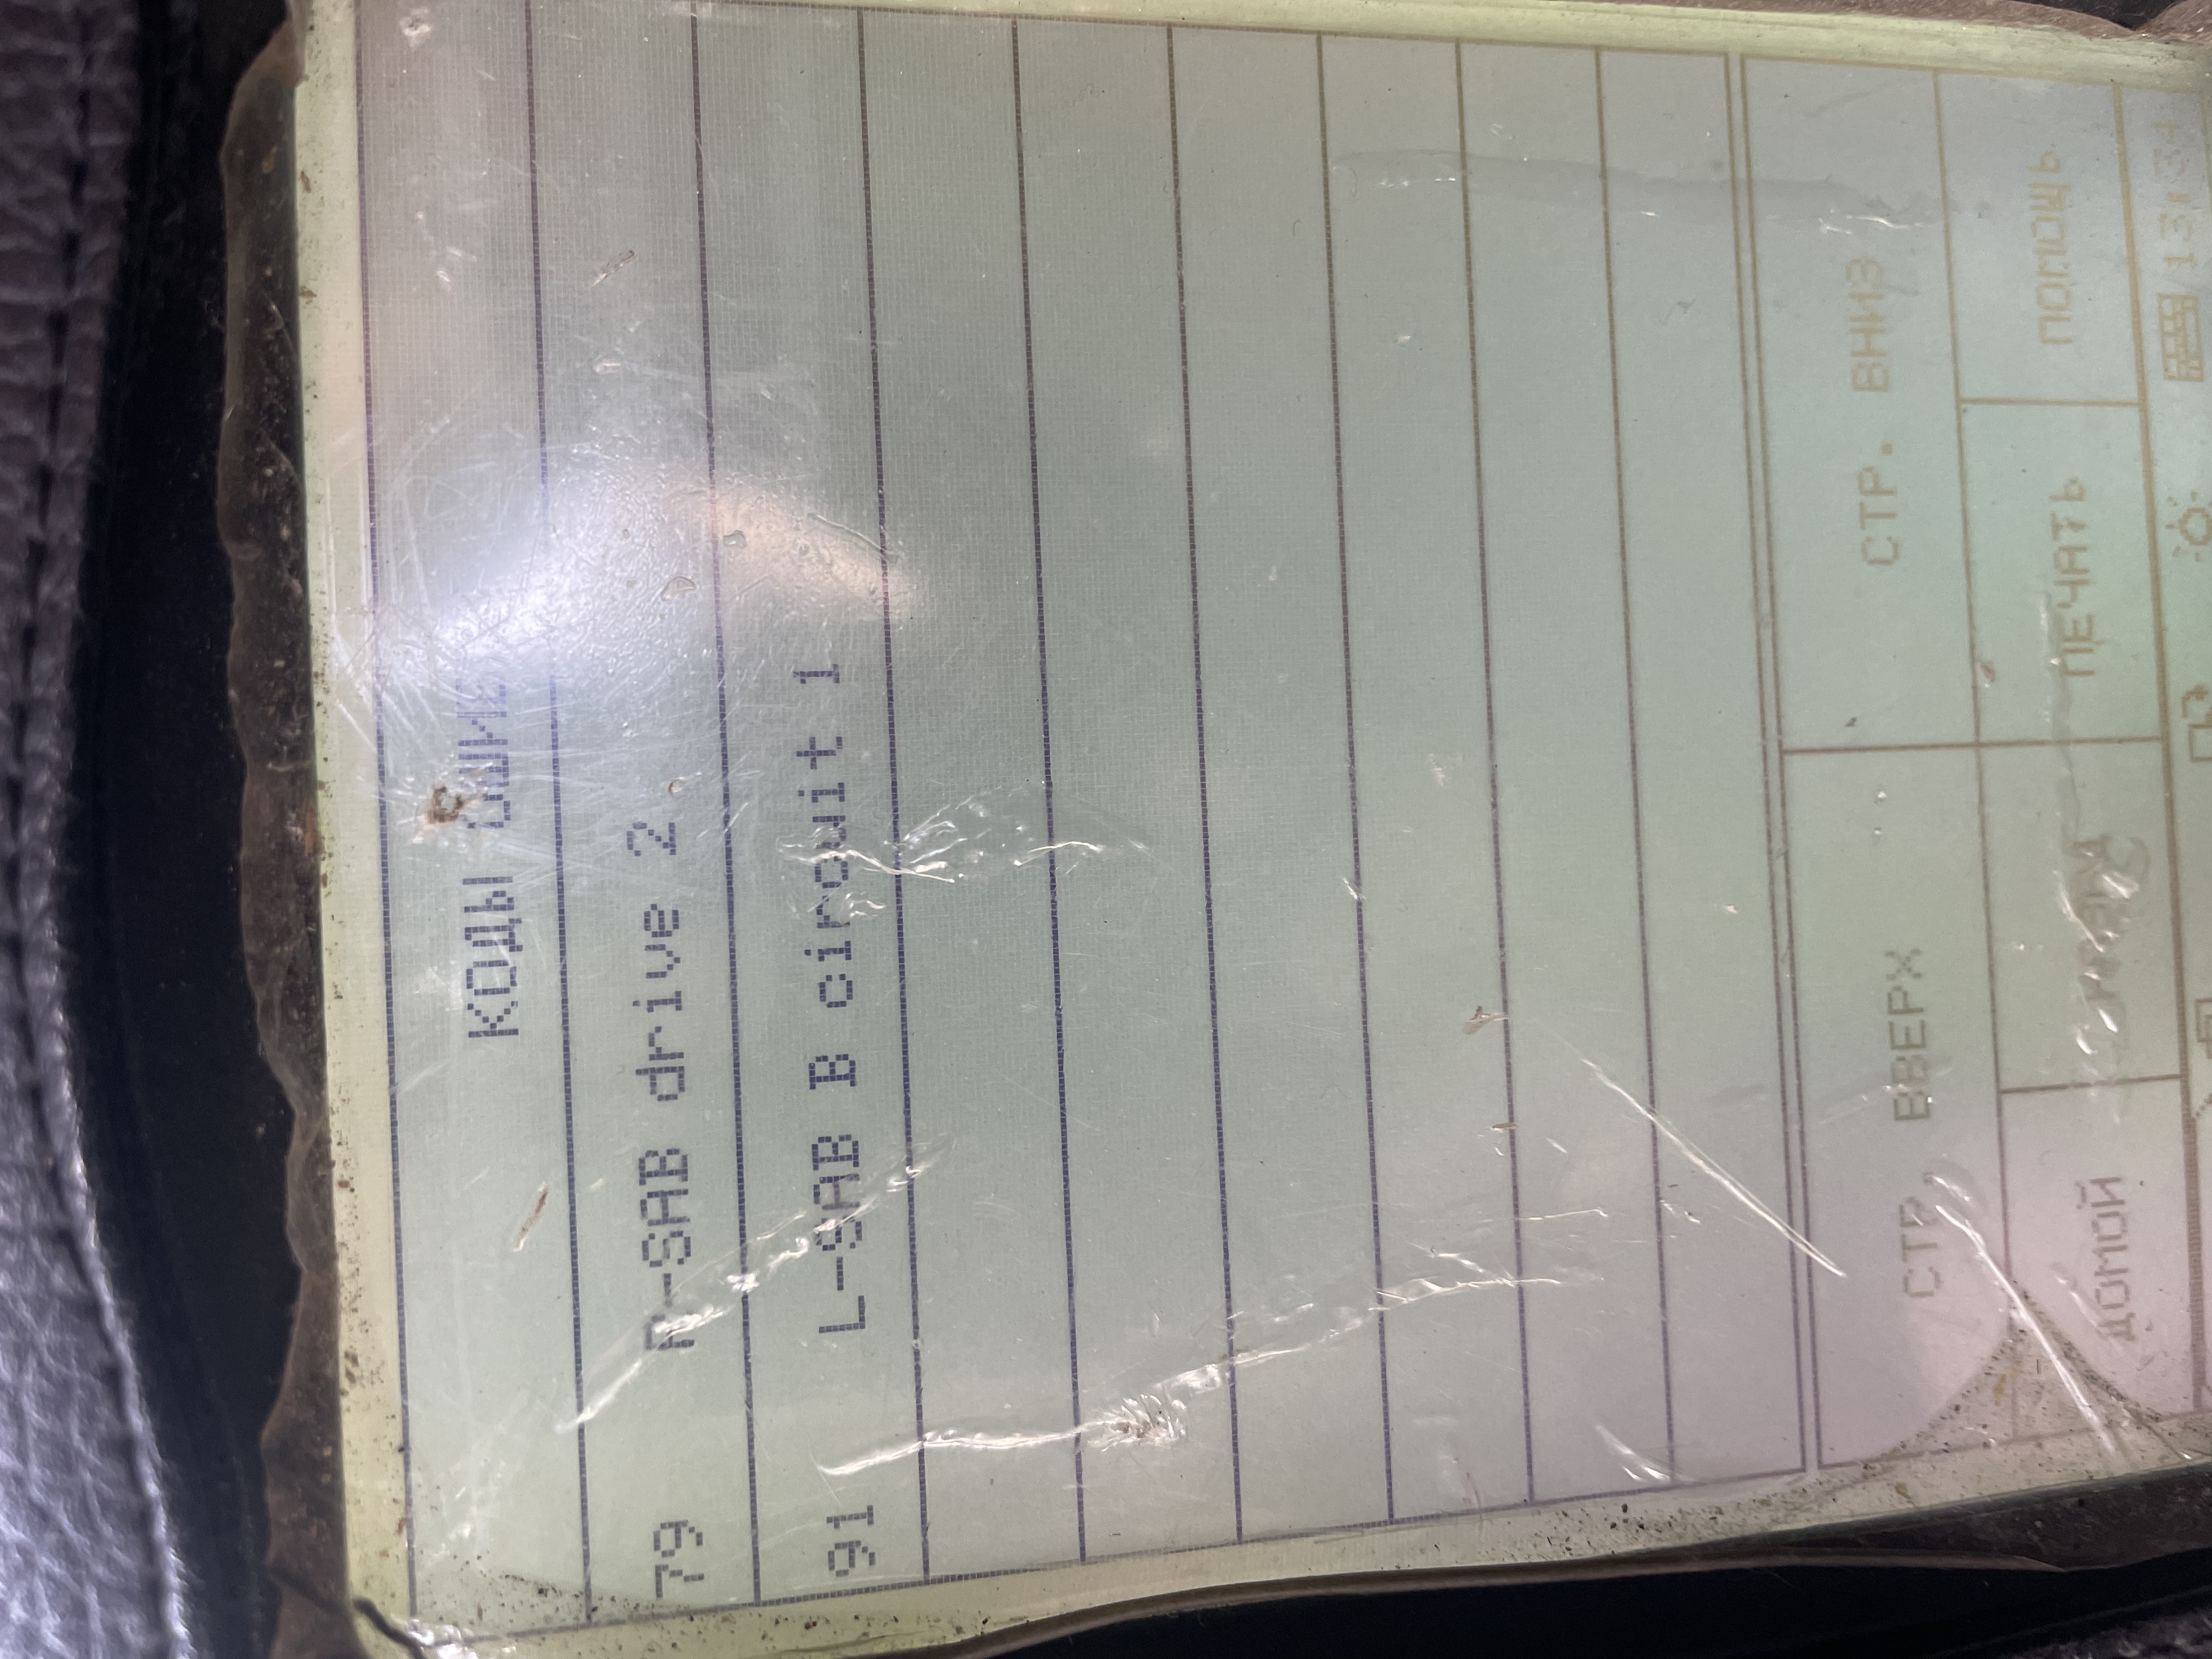 КОДЫ
79 R-SAB drive 2
91 L-SAB B circuit 1
СТР. ВВЕРХ СТР. ВНИЗ
ДОМОЙ ПЕЧАТЬ ПОМОЩЬ